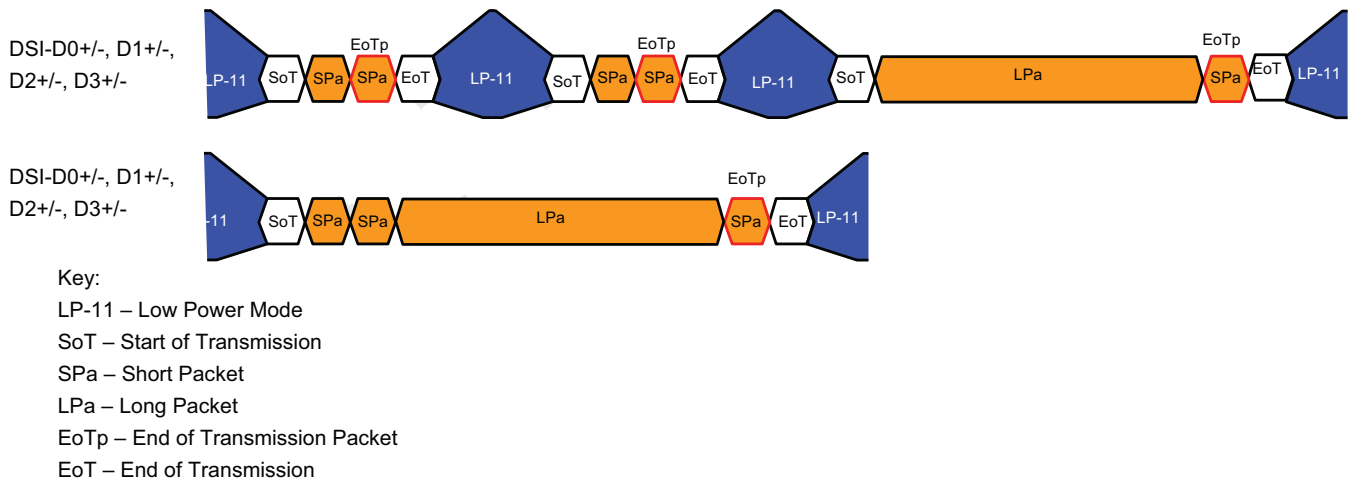 DSI-D0+/-, D1+/-,
D2+/-, D3+/-
LP-11
SoT
SPa
EoTp
SPa
EoT
LP-11
SoT
SPa
EoTp
SPa
EoT
LP-11
SoT
LPa
EoTp
SPa
EoT
LP-11
DSI-D0+/-, D1+/-,
D2+/-, D3+/-
-11
SoT
SPa
SPa
LPa
EoTp
SPa
EoT
LP-11
Key:
LP-11 – Low Power Mode
SoT – Start of Transmission
SPa – Short Packet
LPa – Long Packet
EoTp – End of Transmission Packet
EoT – End of Transmission